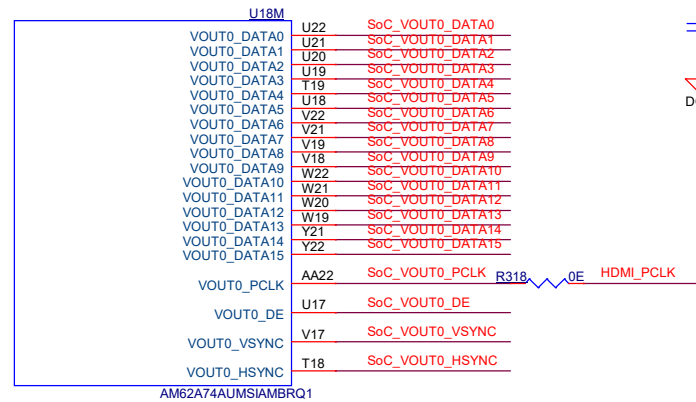 U18M
VOUT0_DATA0 U22 SoC_VOUT0_DATA0
VOUT0_DATA1 U21 SoC_VOUT0_DATA1
VOUT0_DATA2 U20 SoC_VOUT0_DATA2
VOUT0_DATA3 U19 SoC_VOUT0_DATA3
VOUT0_DATA4 T19 SoC_VOUT0_DATA4
VOUT0_DATA5 U18 SoC_VOUT0_DATA5
VOUT0_DATA6 V22 SoC_VOUT0_DATA6
VOUT0_DATA7 V21 SoC_VOUT0_DATA7
VOUT0_DATA8 V19 SoC_VOUT0_DATA8
VOUT0_DATA9 V18 SoC_VOUT0_DATA9
VOUT0_DATA10 W22 SoC_VOUT0_DATA10
VOUT0_DATA11 W21 SoC_VOUT0_DATA11
VOUT0_DATA12 W20 SoC_VOUT0_DATA12
VOUT0_DATA13 W19 SoC_VOUT0_DATA13
VOUT0_DATA14 Y21 SoC_VOUT0_DATA14
VOUT0_DATA15 Y22 SoC_VOUT0_DATA15
VOUT0_PCLK AA22 SoC_VOUT0_PCLK R318 0E HDMI_PCLK
VOUT0_DE U17 SoC_VOUT0_DE
VOUT0_VSYNC V17 SoC_VOUT0_VSYNC
VOUT0_HSYNC T18 SoC_VOUT0_HSYNC
AM62A74AUMSIAMBRQ1